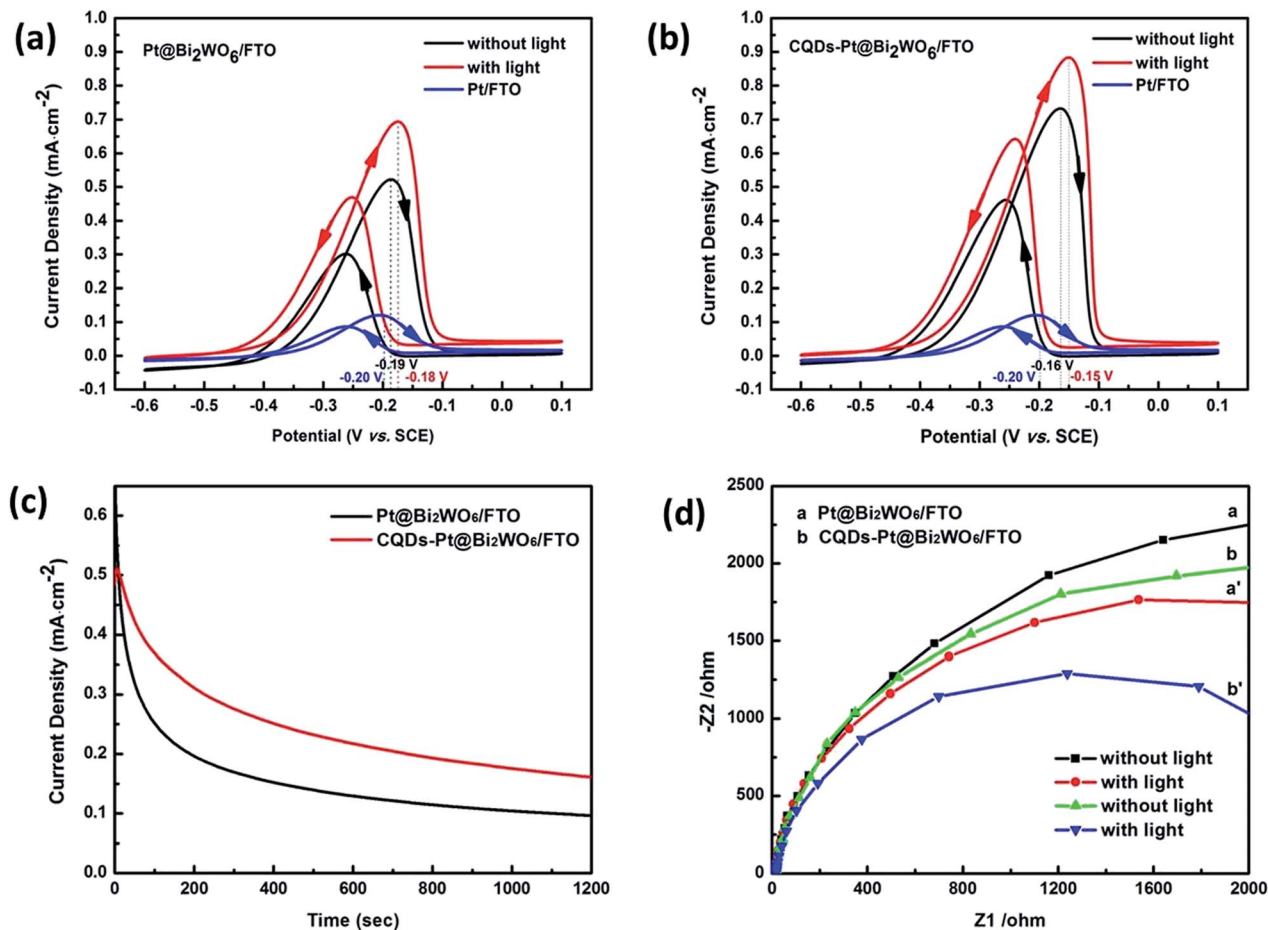 (a)
Pt@Bi2WO6/FTO
without light
with light
Pt/FTO
1.0
0.9
0.8
0.7
0.6
0.5
0.4
0.3
0.2
0.1
0.0
-0.1
-0.20 V
-0.19 V
-0.18 V
-0.6
-0.5
-0.4
-0.3
-0.2
-0.1
0.0
0.1
Current Density (mA·cm-2)
Potential (V vs. SCE)
(b)
CQDs-Pt@Bi2WO6/FTO
without light
with light
Pt/FTO
1.0
0.9
0.8
0.7
0.6
0.5
0.4
0.3
0.2
0.1
0.0
-0.1
-0.20 V
-0.16 V
-0.15 V
-0.6
-0.5
-0.4
-0.3
-0.2
-0.1
0.0
0.1
Current Density (mA·cm-2
Potential (V vs. SCE)
(c)
Pt@Bi2WO6/FTO
CQDs-Pt@Bi2WO6/FTO
0.6
0.5
0.4
0.3
0.2
0.1
0.0
0
200
400
600
800
1000
1200
Current Density (mA·cm-2)
Time (sec)
(d)
a Pt@Bi2WO6/FTO
b CQDs-Pt@Bi2WO6/FTO
a
b
a'
b'
without light
with light
without light
with light
2500
2000
1500
1000
500
0
0
400
800
1200
1600
2000
-Z2 /ohm
Z1 /ohm